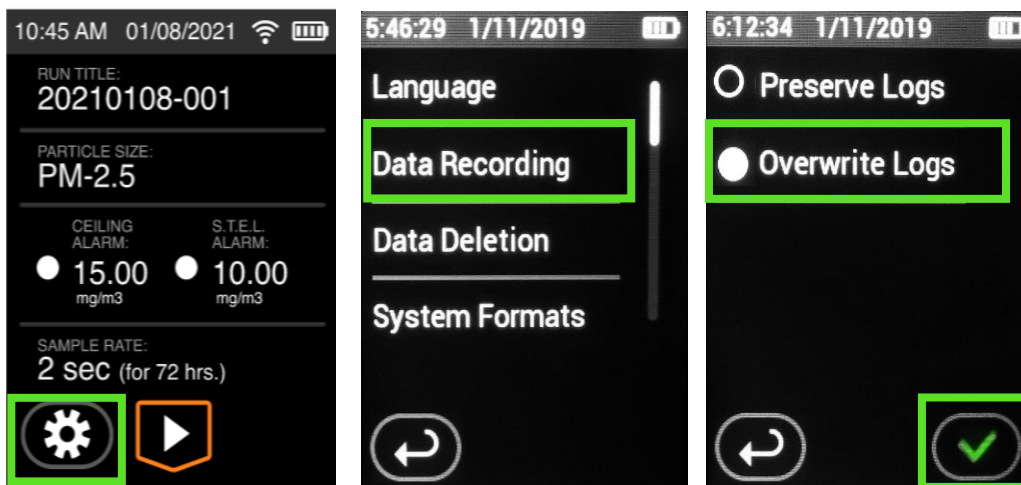 10:45 AM 01/08/2021
RUN TITLE:
20210108-001
PARTICLE SIZE:
PM-2.5
CEILING
ALARM:
15.00
mg/m3
S.T.E.L.
ALARM:
10.00
mg/m3
SAMPLE RATE:
2 sec (for 72 hrs.)
5:46:29 1/11/2019
Language
Data Recording
Data Deletion
System Formats
6:12:34 1/11/2019
Preserve Logs
Overwrite Logs